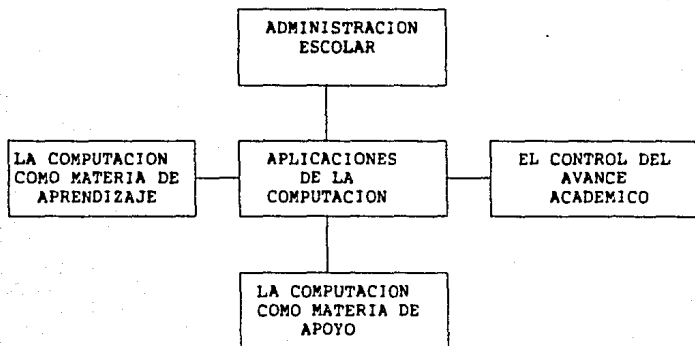 ADMINISTRACION
ESCOLAR
LA COMPUTACION
COMO MATERIA DE
APRENDIZAJE
APLICACIONES
DE LA
COMPUTACION
EL CONTROL DEL
AVANCE
ACADEMICO
LA COMPUTACION
COMO MATERIA DE
APOYO